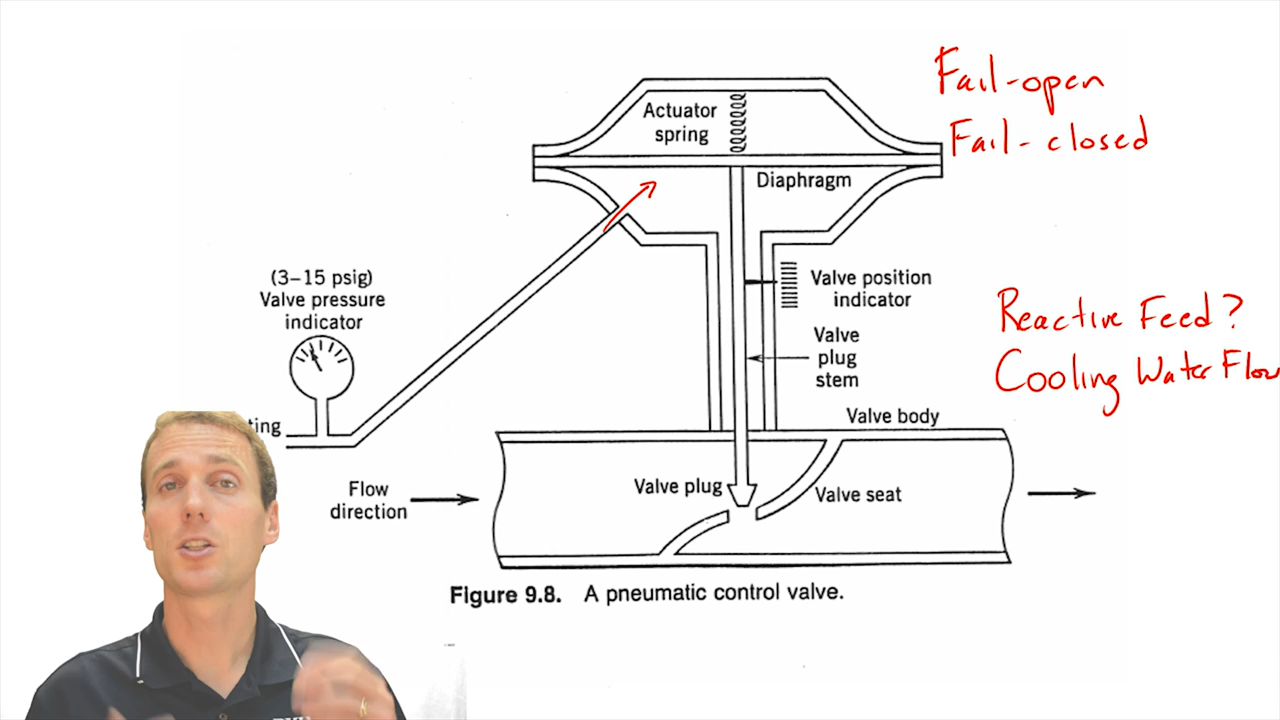 Fail-open
Fail-closed
Actuator
spring
Diaphragm
(3–15 psig)
Valve pressure
indicator
Valve position
indicator
Valve
plug
stem
Reactive Feed?
Cooling Water Flow
Valve body
Flow
direction
Valve plug
Valve seat
Figure 9.8. A pneumatic control valve.